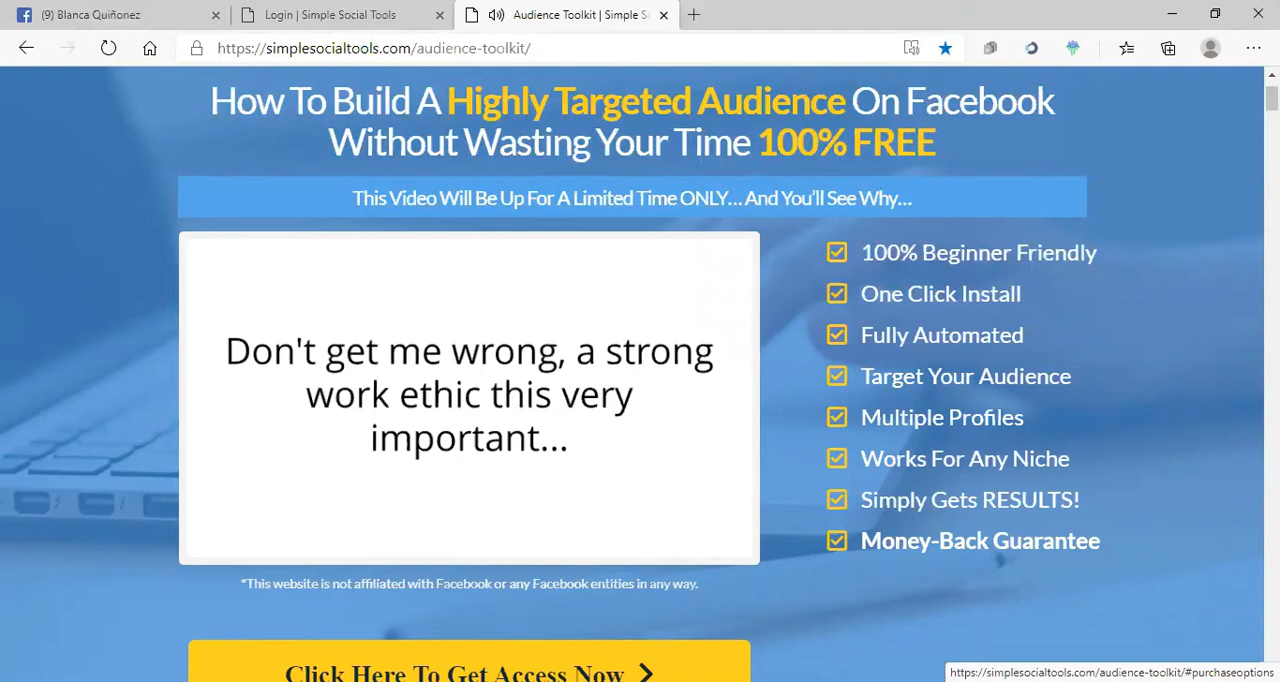 (9) Blanca Quiñonez
Login | Simple Social Tools
Audience Toolkit | Simple S
https://simplesocialtools.com/audience-toolkit/
How To Build A Highly Targeted Audience On Facebook
Without Wasting Your Time 100% FREE
This Video Will Be Up For A Limited Time ONLY... And You'll See Why...
Don't get me wrong, a strong
work ethic this very
important...
100% Beginner Friendly
One Click Install
Fully Automated
Target Your Audience
Multiple Profiles
Works For Any Niche
Simply Gets RESULTS!
Money-Back Guarantee
*This website is not affiliated with Facebook or any Facebook entities in any way.
Click Here To Get Access Now
https://simplesocialtools.com/audience-toolkit/#purchaseoptions